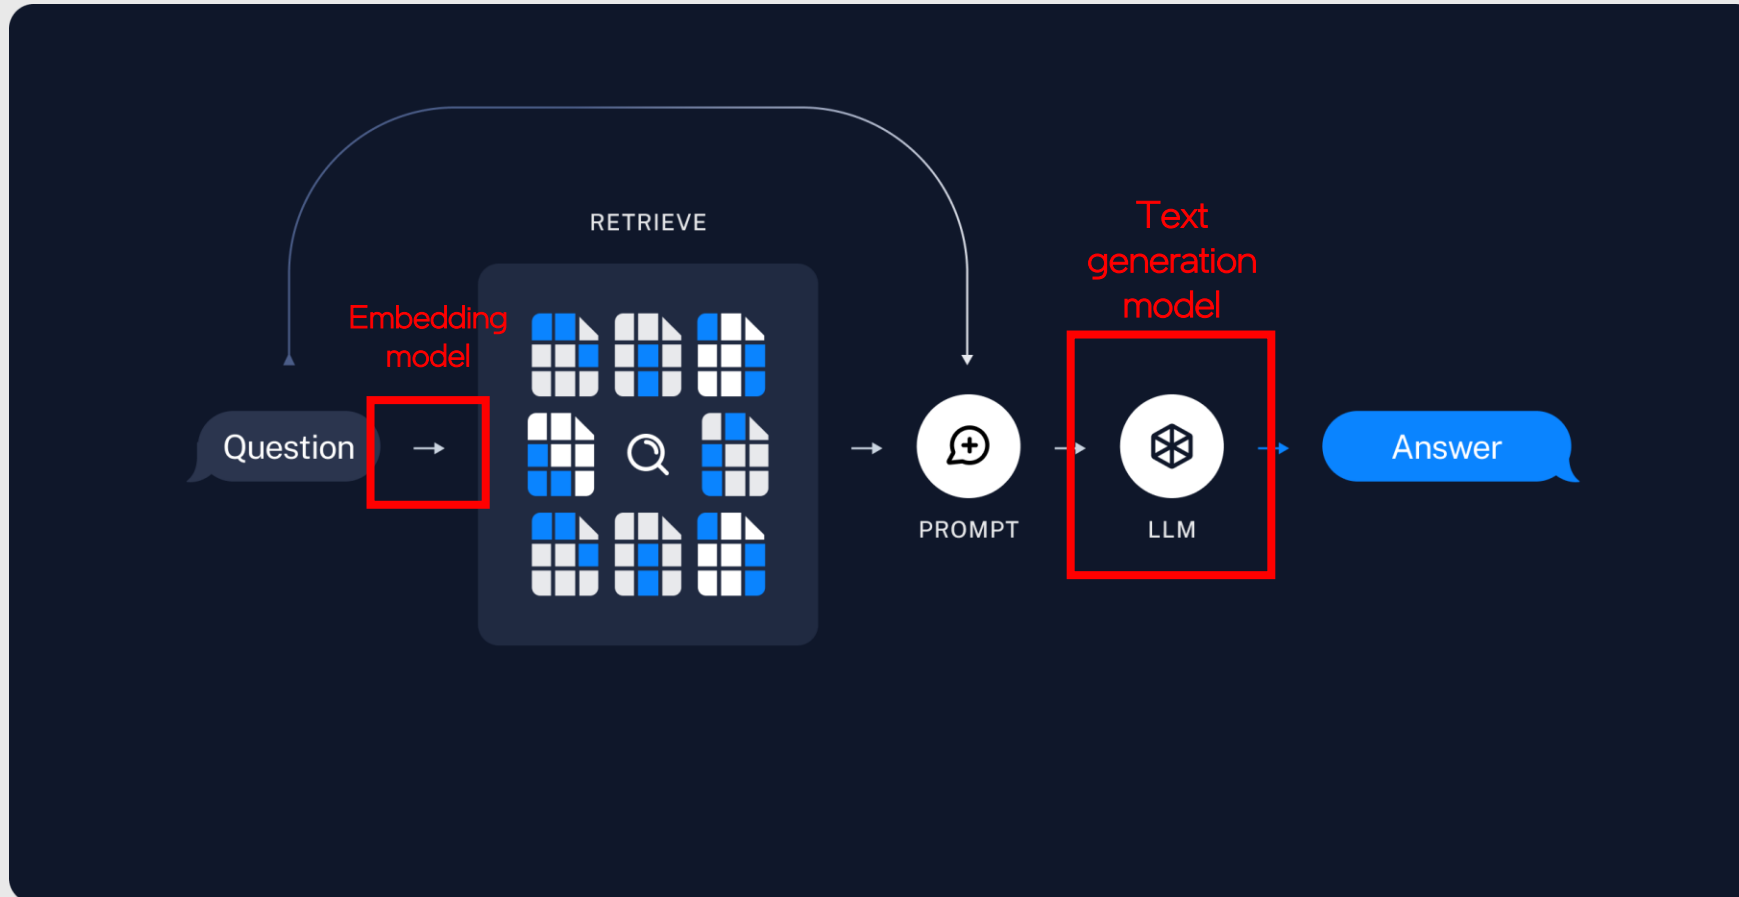 RETRIEVE
Text
generation
model
Embedding
model
Question
Answer
PROMPT
LLM